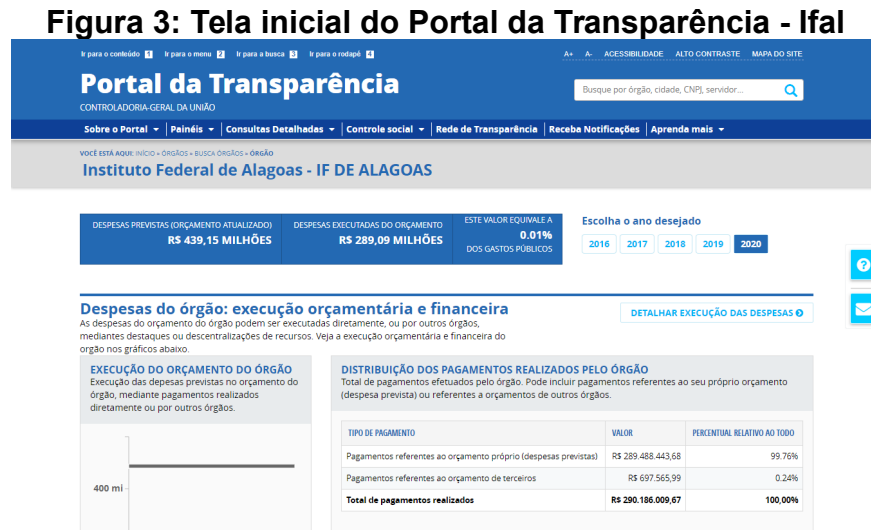 Figura 3: Tela inicial do Portal da Transparência - Ifal
Ir para o conteúdo 1 Ir para o menu 2 Ir para a busca 3 Ir para o rodapé 4
A+ A- ACESSIBILIDADE ALTO CONTRASTE MAPA DO SITE
Portal da Transparência
CONTROLADORIA-GERAL DA UNIÃO
Busque por órgão, cidade, CNPJ, servidor...
Sobre o Portal Painéis Consultas Detalhadas Controle social Rede de Transparência Receba Notificações Aprenda mais
VOCÊ ESTÁ AQUI: INÍCIO » ÓRGÃOS » BUSCA ÓRGÃOS » ÓRGÃO
Instituto Federal de Alagoas - IF DE ALAGOAS
DESPESAS PREVISTAS (ORÇAMENTO ATUALIZADO)
R$ 439,15 MILHÕES
DESPESAS EXECUTADAS DO ORÇAMENTO
R$ 289,09 MILHÕES
ESTE VALOR EQUIVALE A
0.01%
DOS GASTOS PÚBLICOS
Escolha o ano desejado
2016 2017 2018 2019 2020
Despesas do órgão: execução orçamentária e financeira
DETALHAR EXECUÇÃO DAS DESPESAS
As despesas do orçamento do órgão podem ser executadas diretamente, ou por outros órgãos,
mediantes destaques ou descentralizações de recursos. Veja a execução orçamentária e financeira do
orgão nos gráficos abaixo.
EXECUÇÃO DO ORÇAMENTO DO ÓRGÃO
Execução das depesas previstas no orçamento do
órgão, mediante pagamentos realizados
diretamente ou por outros órgãos.
400 mi
DISTRIBUIÇÃO DOS PAGAMENTOS REALIZADOS PELO ÓRGÃO
Total de pagamentos efetuados pelo órgão. Pode incluir pagamentos referentes ao seu próprio orçamento
(despesa prevista) ou referentes a orçamentos de outros órgãos.
TIPO DE PAGAMENTO VALOR PERCENTUAL RELATIVO AO TODO
Pagamentos referentes ao orçamento próprio (despesas previstas) R$ 289.488.443,68 99.76%
Pagamentos referentes ao orçamento de terceiros R$ 697.565,99 0.24%
Total de pagamentos realizados R$ 290.186.009,67 100,00%